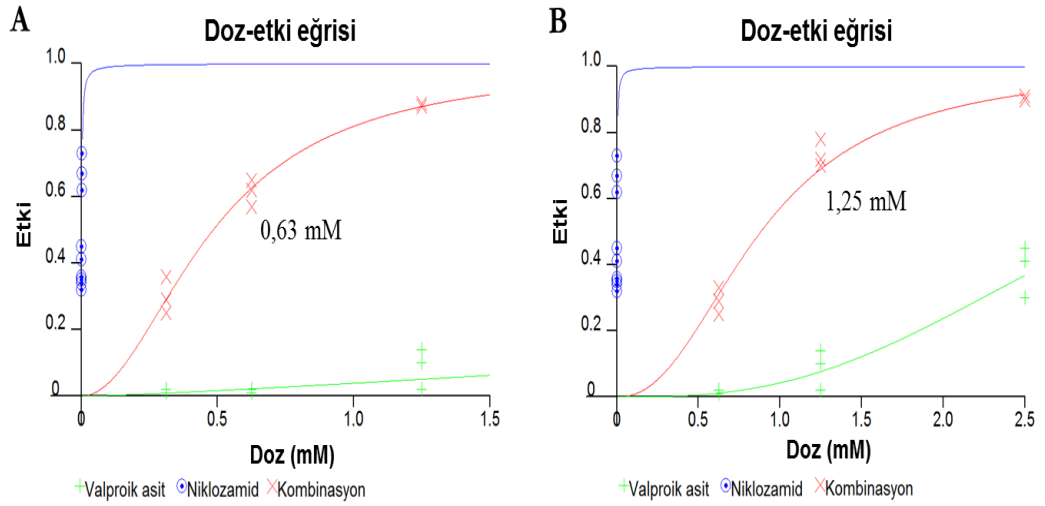 A
Doz-etki eğrisi
1.0
0.8
0.6
0.4
0.2
0
Etki
0,63 mM
0
0.5
1.0
1.5
Doz (mM)
Valproik asit Niklozamid Kombinasyon
B
Doz-etki eğrisi
1.0
0.8
0.6
0.4
0.2
0
Etki
1,25 mM
0
0.5
1.0
1.5
2.0
2.5
Doz (mM)
Valproik asit Niklozamid Kombinasyon